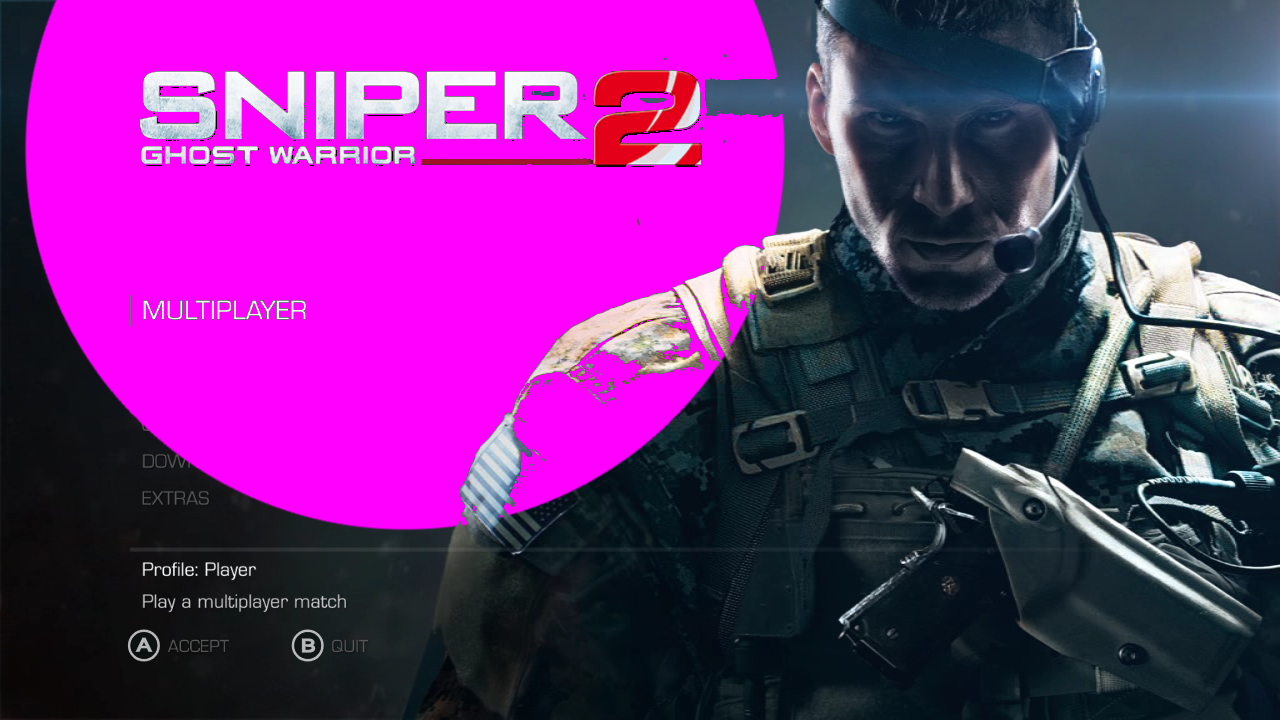 SNIPER 2
GHOST WARRIOR
MULTIPLAYER
EXTRAS
Profile: Player
Play a multiplayer match
A ACCEPT B QUIT